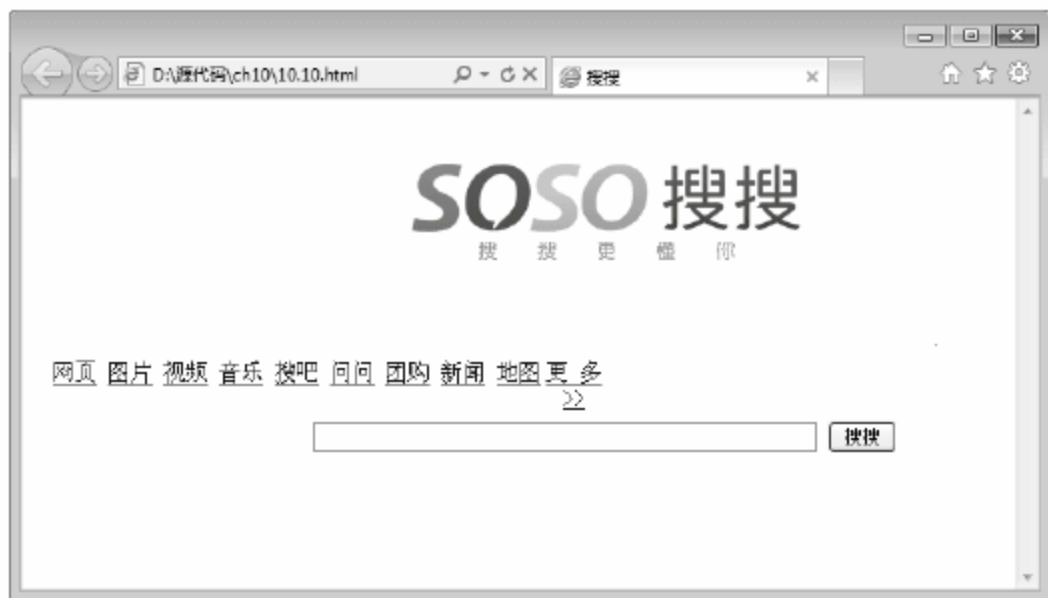 D:\源代码\ch10\10.10.html
搜搜
SOSO 搜搜
搜 搜 更 懂 你
网页 图片 视频 音乐 搜吧 问问 团购 新闻 地图 更 多
>>
搜搜